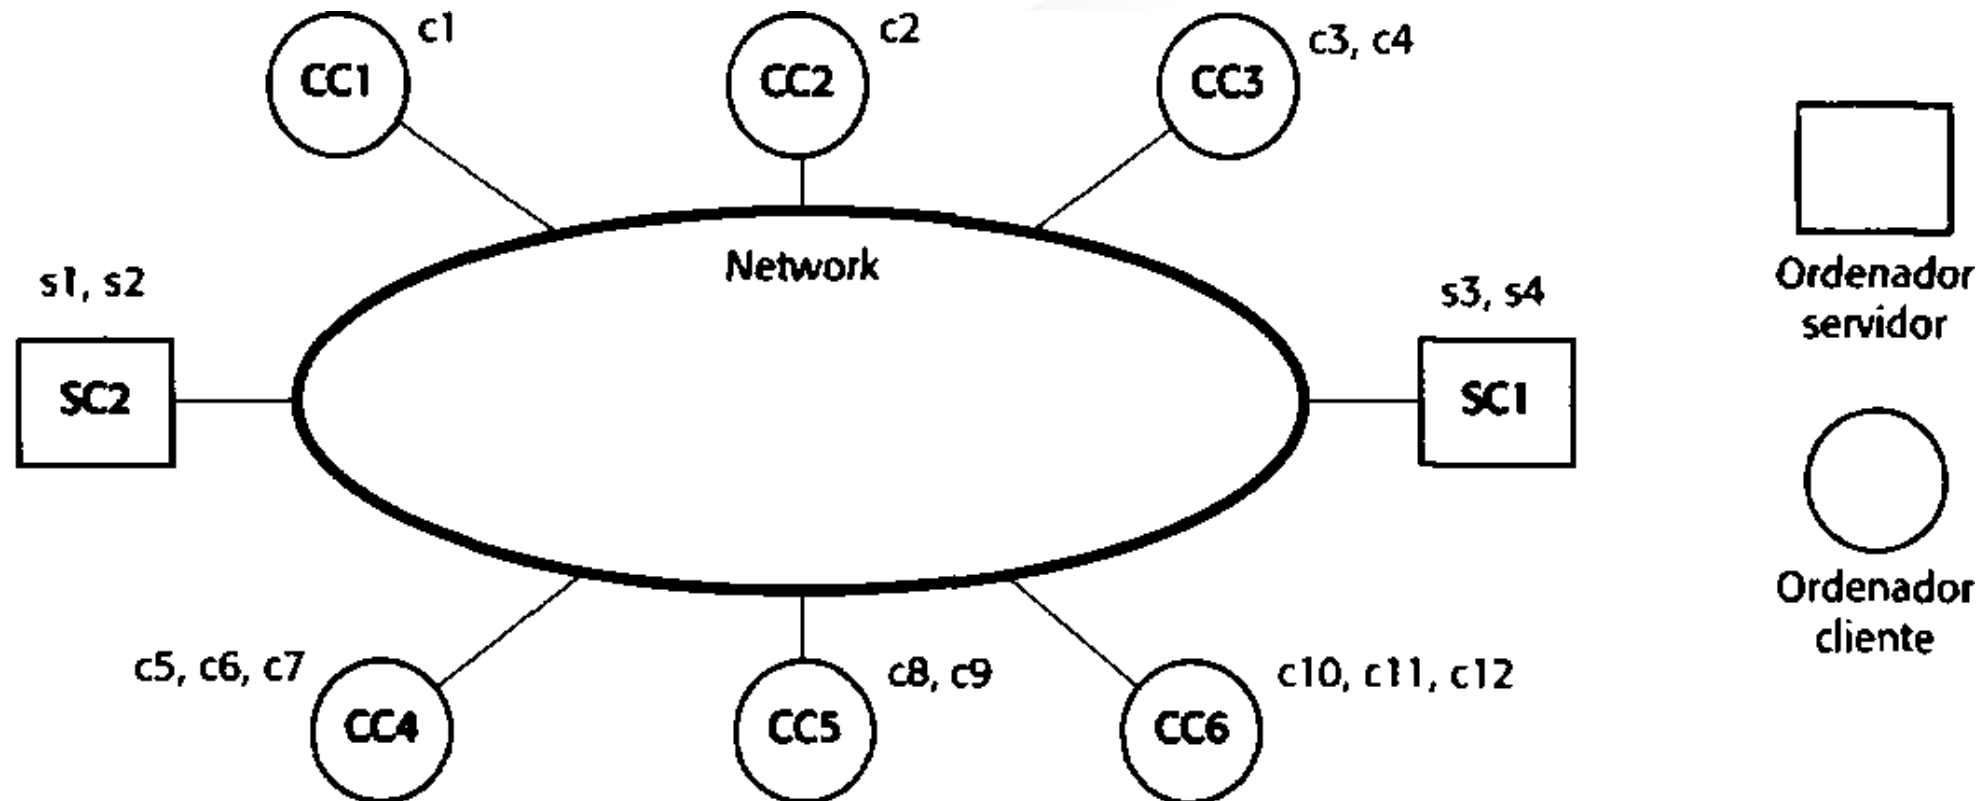 c1
CC1
c2
CC2
c3, c4
CC3
Network
s1, s2
SC2
s3, s4
SC1
Ordenador
servidor
c5, c6, c7
CC4
c8, c9
CC5
c10, c11, c12
CC6
Ordenador
cliente